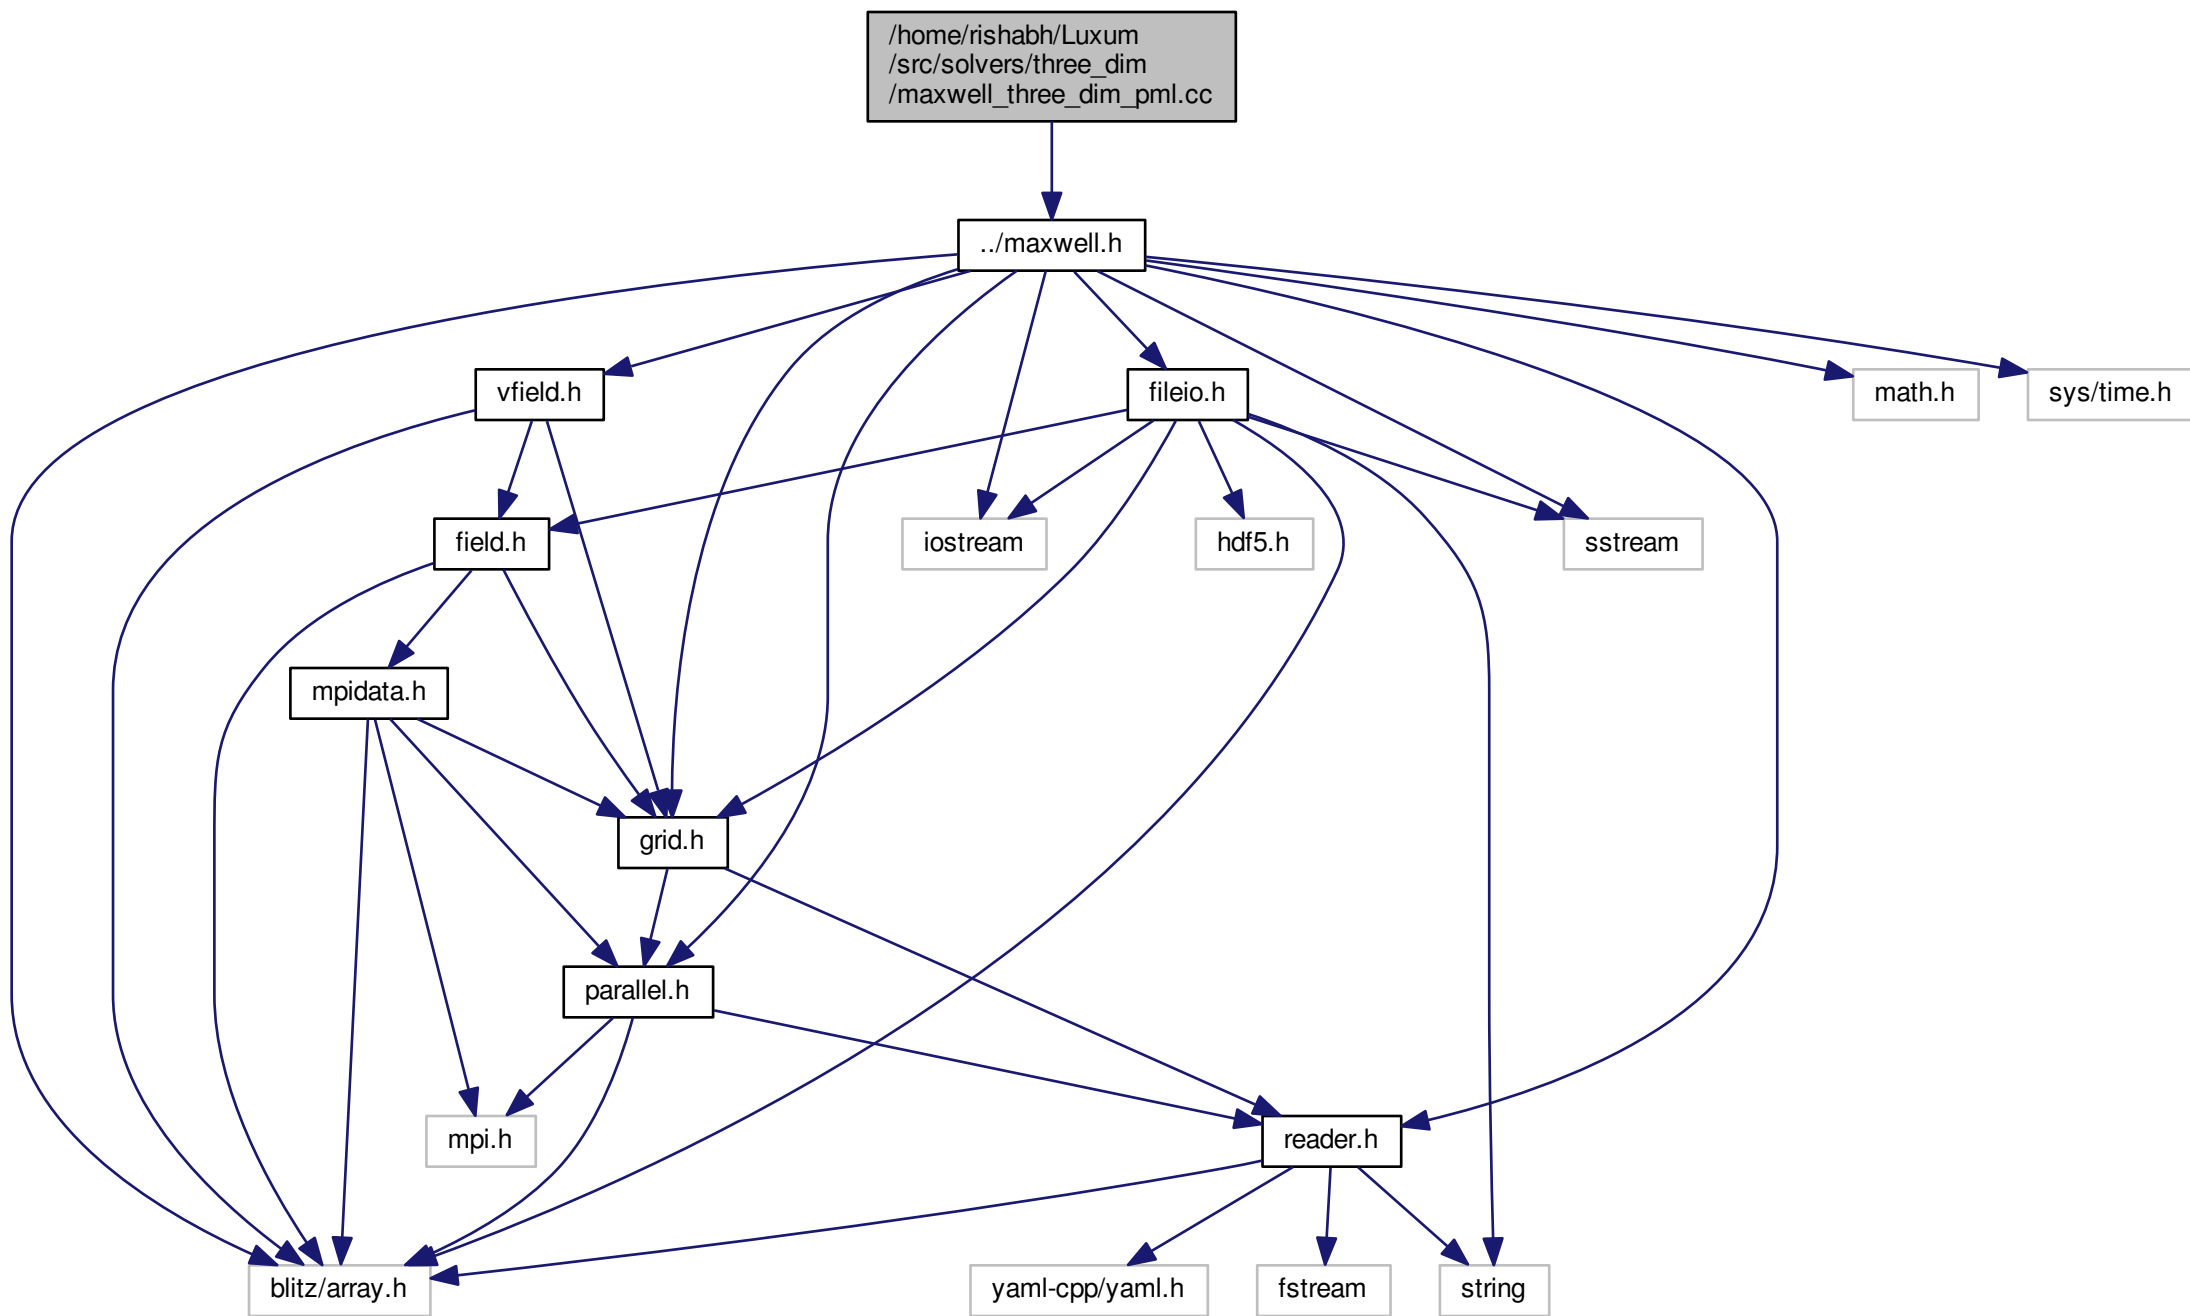 /home/rishabh/Luxum
/src/solvers/three_dim
/maxwell_three_dim_pml.cc
../maxwell.h
vfield.h
fileio.h
math.h
sys/time.h
field.h
iostream
hdf5.h
sstream
mpidata.h
grid.h
parallel.h
mpi.h
reader.h
blitz/array.h
yaml-cpp/yaml.h
fstream
string